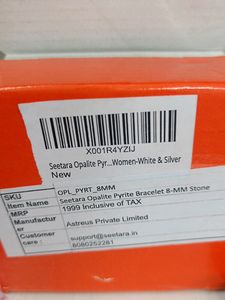 X001R4YZIJ
Seetara Opalite Pyr...Women-White & Silver
New
SKU OPL_PYRT_8MM
Item Name Seetara Opalite Pyrite Bracelet 8-MM Stone
MRP 1999 Inclusive of TAX
Manufactur
er Astreus Private Limited
Customer support@seetara.in
care : 8080252281